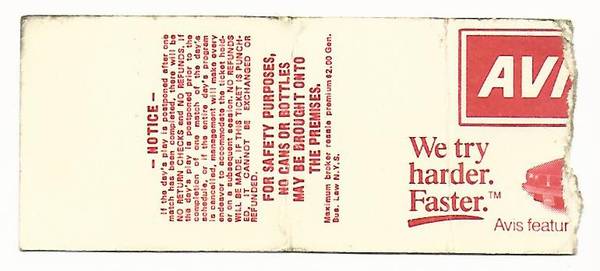 - NOTICE -
If the day's play is postponed after one
match has been completed, there will be
NO RETURN CHECKS and NO REFUNDS. If
the day's play is postponed prior to the
completion of one match of the day's
schedule, or if the entire day's program
is cancelled, management will make every
endeavor to accommodate the ticket hold-
er on a subsequent session. NO REFUNDS
WILL BE MADE. IF THIS TICKET IS PUNCH-
ED, IT CANNOT BE EXCHANGED OR
REFUNDED.
FOR SAFETY PURPOSES,
NO CANS OR BOTTLES
MAY BE BROUGHT ONTO
THE PREMISES.
Maximum broker resale premium $2.00 Gen.
Bus. Law N.Y.S.
AVI
We try
harder.
Faster.™
Avis featur